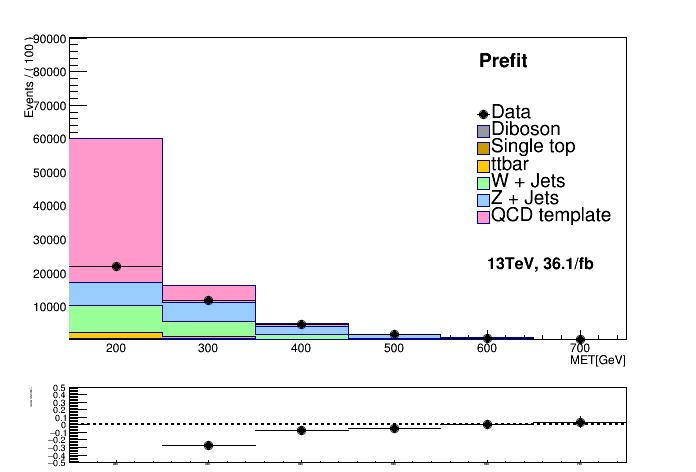 Events / ( 100 )
90000
80000
70000
60000
50000
40000
30000
20000
10000
Prefit
Data
Diboson
Single top
ttbar
W + Jets
Z + Jets
QCD template
13TeV, 36.1/fb
200 300 400 500 600 700
MET[GeV]
0.5
0.4
0.3
0.2
0.1
0
−0.1
−0.2
−0.3
−0.4
−0.5